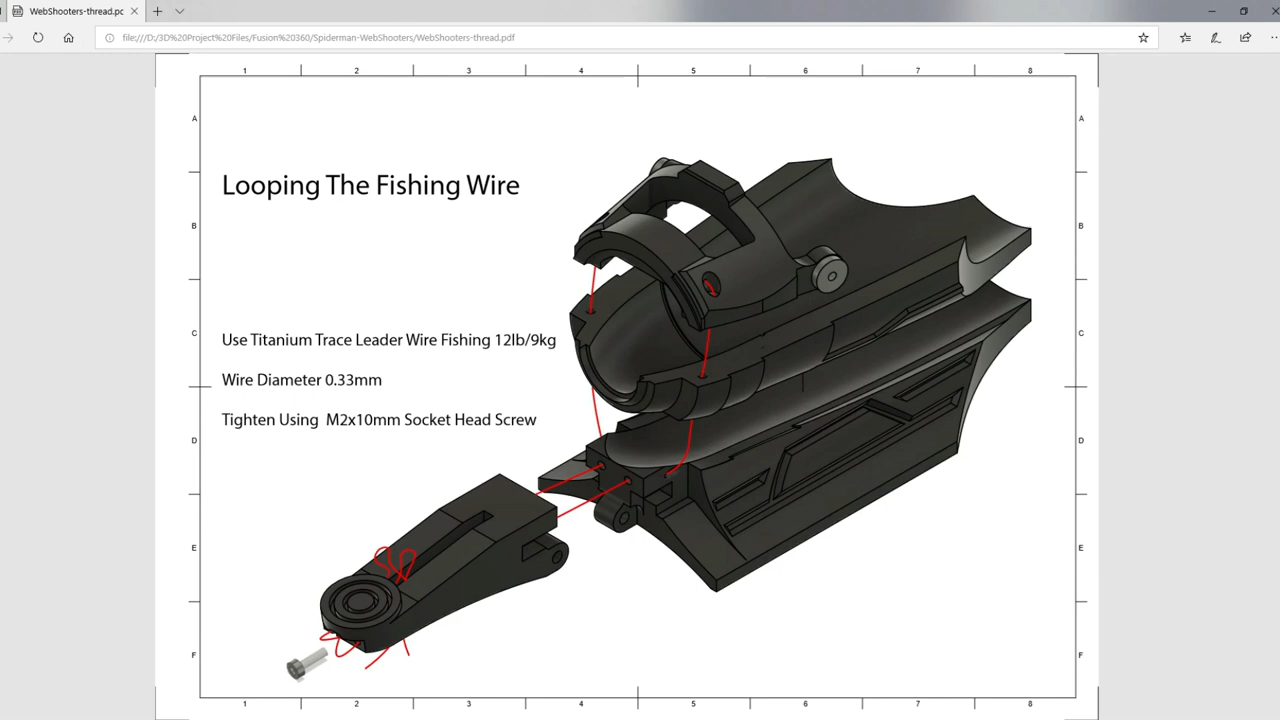 WebShooters-thread.pc
file:///D:/3D%20Project%20Files/Fusion%20360/Spiderman-WebShooters/WebShooters-thread.pdf
1 2 3 4 5 6 7 8
A A
Looping The Fishing Wire
B B
C C
Use Titanium Trace Leader Wire Fishing 12lb/9kg
Wire Diameter 0.33mm
Tighten Using M2x10mm Socket Head Screw
D D
E E
F F
1 2 3 4 5 6 7 8